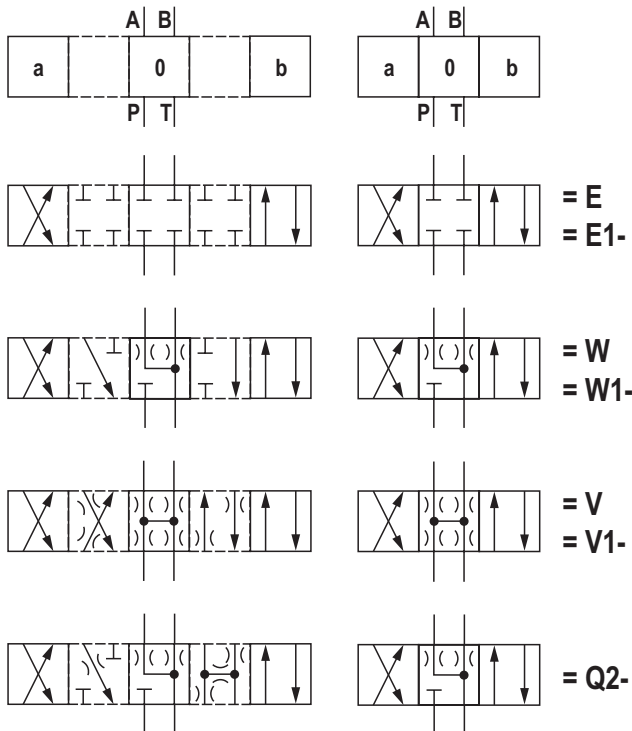 A B A B
a 0 b a 0 b
P T P T
= E
= E1-
= W
= W1-
= V
= V1-
= Q2-